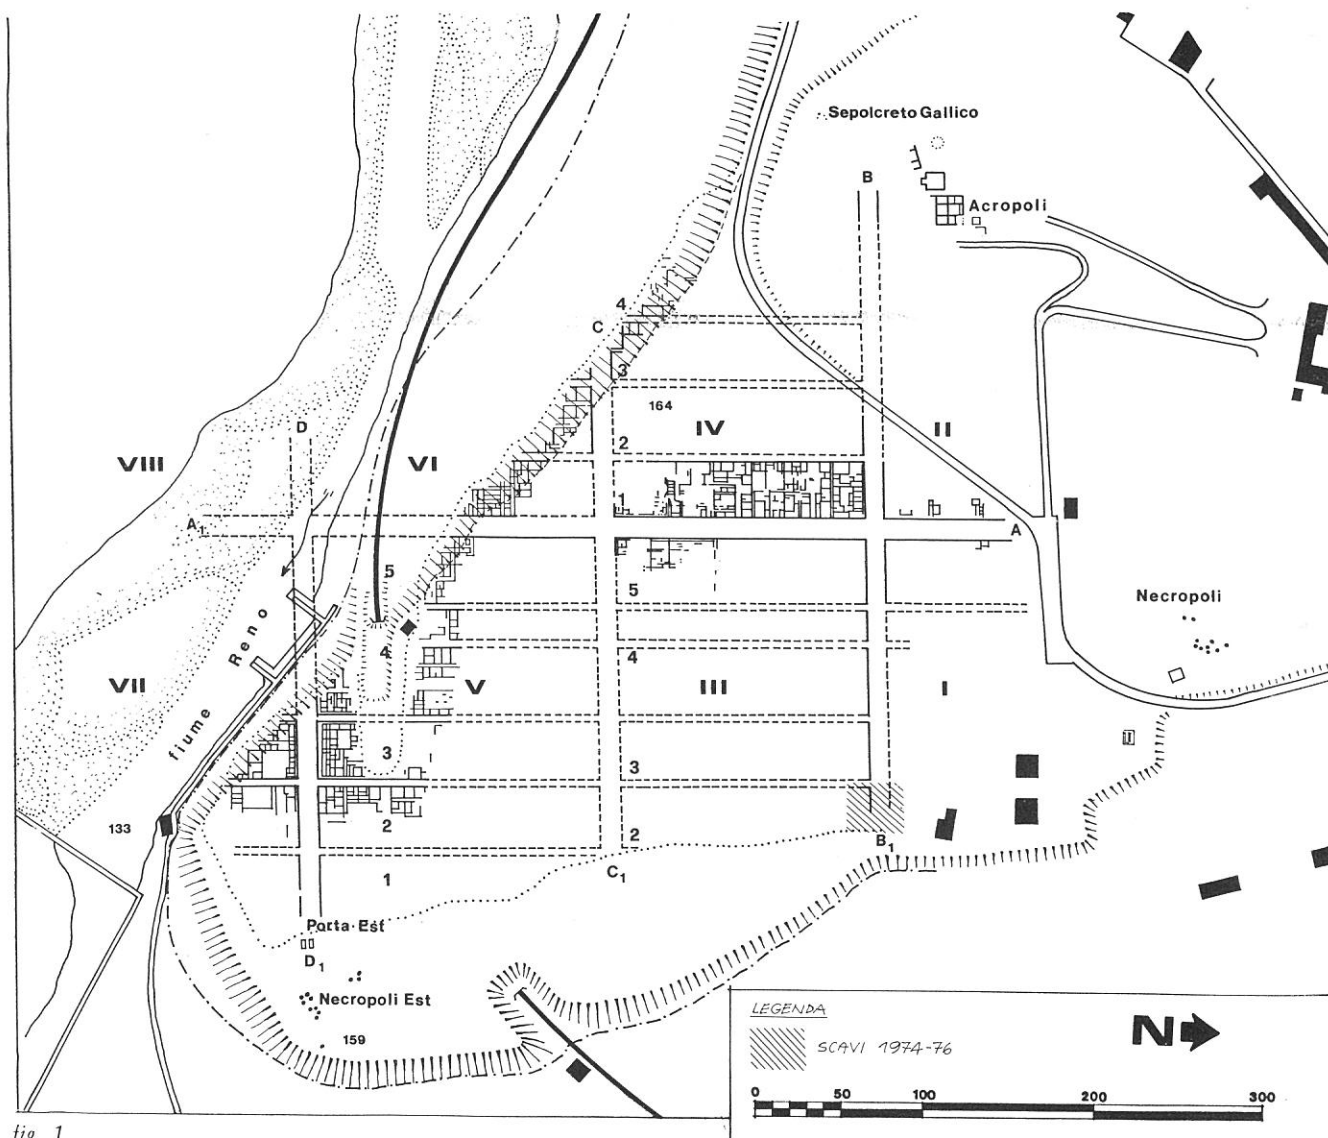 Sepolcreto Gallico
B
Acropoli
4
C
3
164
D
IV
II
VIII
VI
2
1
A1
A
5
5
Necropoli
fiume Reno
4
4
VII
V
III
I
3
3
133
2
2
B1
1
C1
Porta Est
D1
Necropoli Est
159
LEGENDA
SCAVI 1974-76
N
0 50 100 200 300
fig. 1